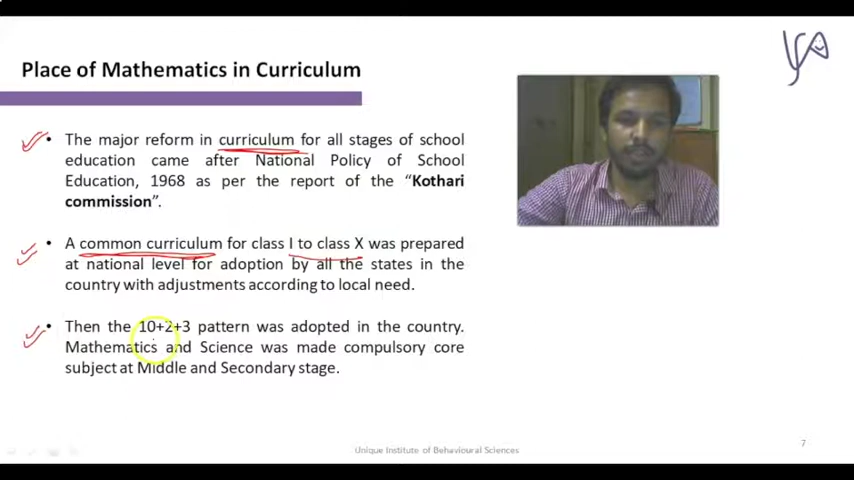 Place of Mathematics in Curriculum
• The major reform in curriculum for all stages of school
education came after National Policy of School
Education, 1968 as per the report of the "Kothari
commission".
• A common curriculum for class I to class X was prepared
at national level for adoption by all the states in the
country with adjustments according to local need.
• Then the 10+2+3 pattern was adopted in the country.
Mathematics and Science was made compulsory core
subject at Middle and Secondary stage.
Unique Institute of Behavioural Sciences
7